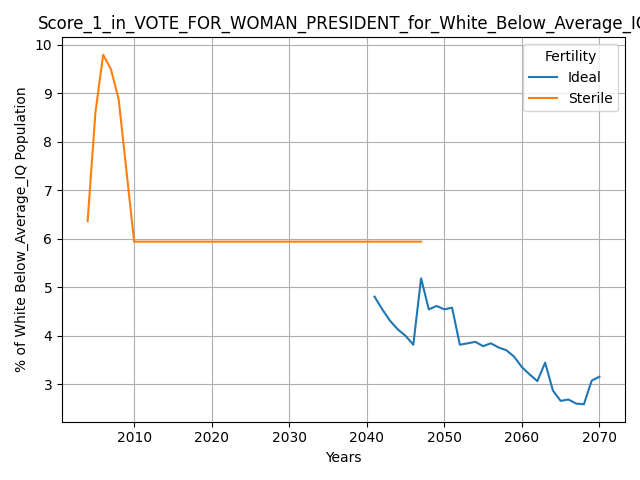 Score_1_in_VOTE_FOR_WOMAN_PRESIDENT_for_White_Below_Average_IQ
Fertility
Ideal
Sterile
% of White Below_Average_IQ Population
10
9
8
7
6
5
4
3
2010 2020 2030 2040 2050 2060 2070
Years